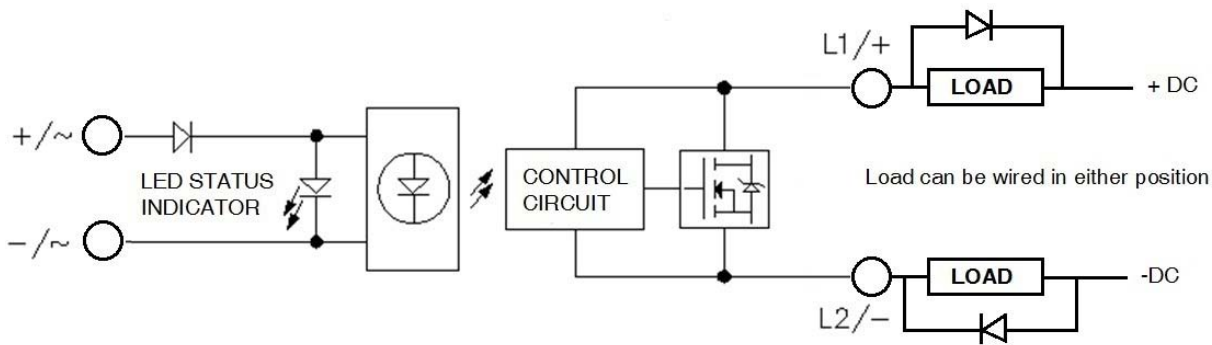 L1/+
LOAD
+ DC
+/~
LED STATUS
INDICATOR
CONTROL
CIRCUIT
Load can be wired in either position
-/~
LOAD
-DC
L2/-